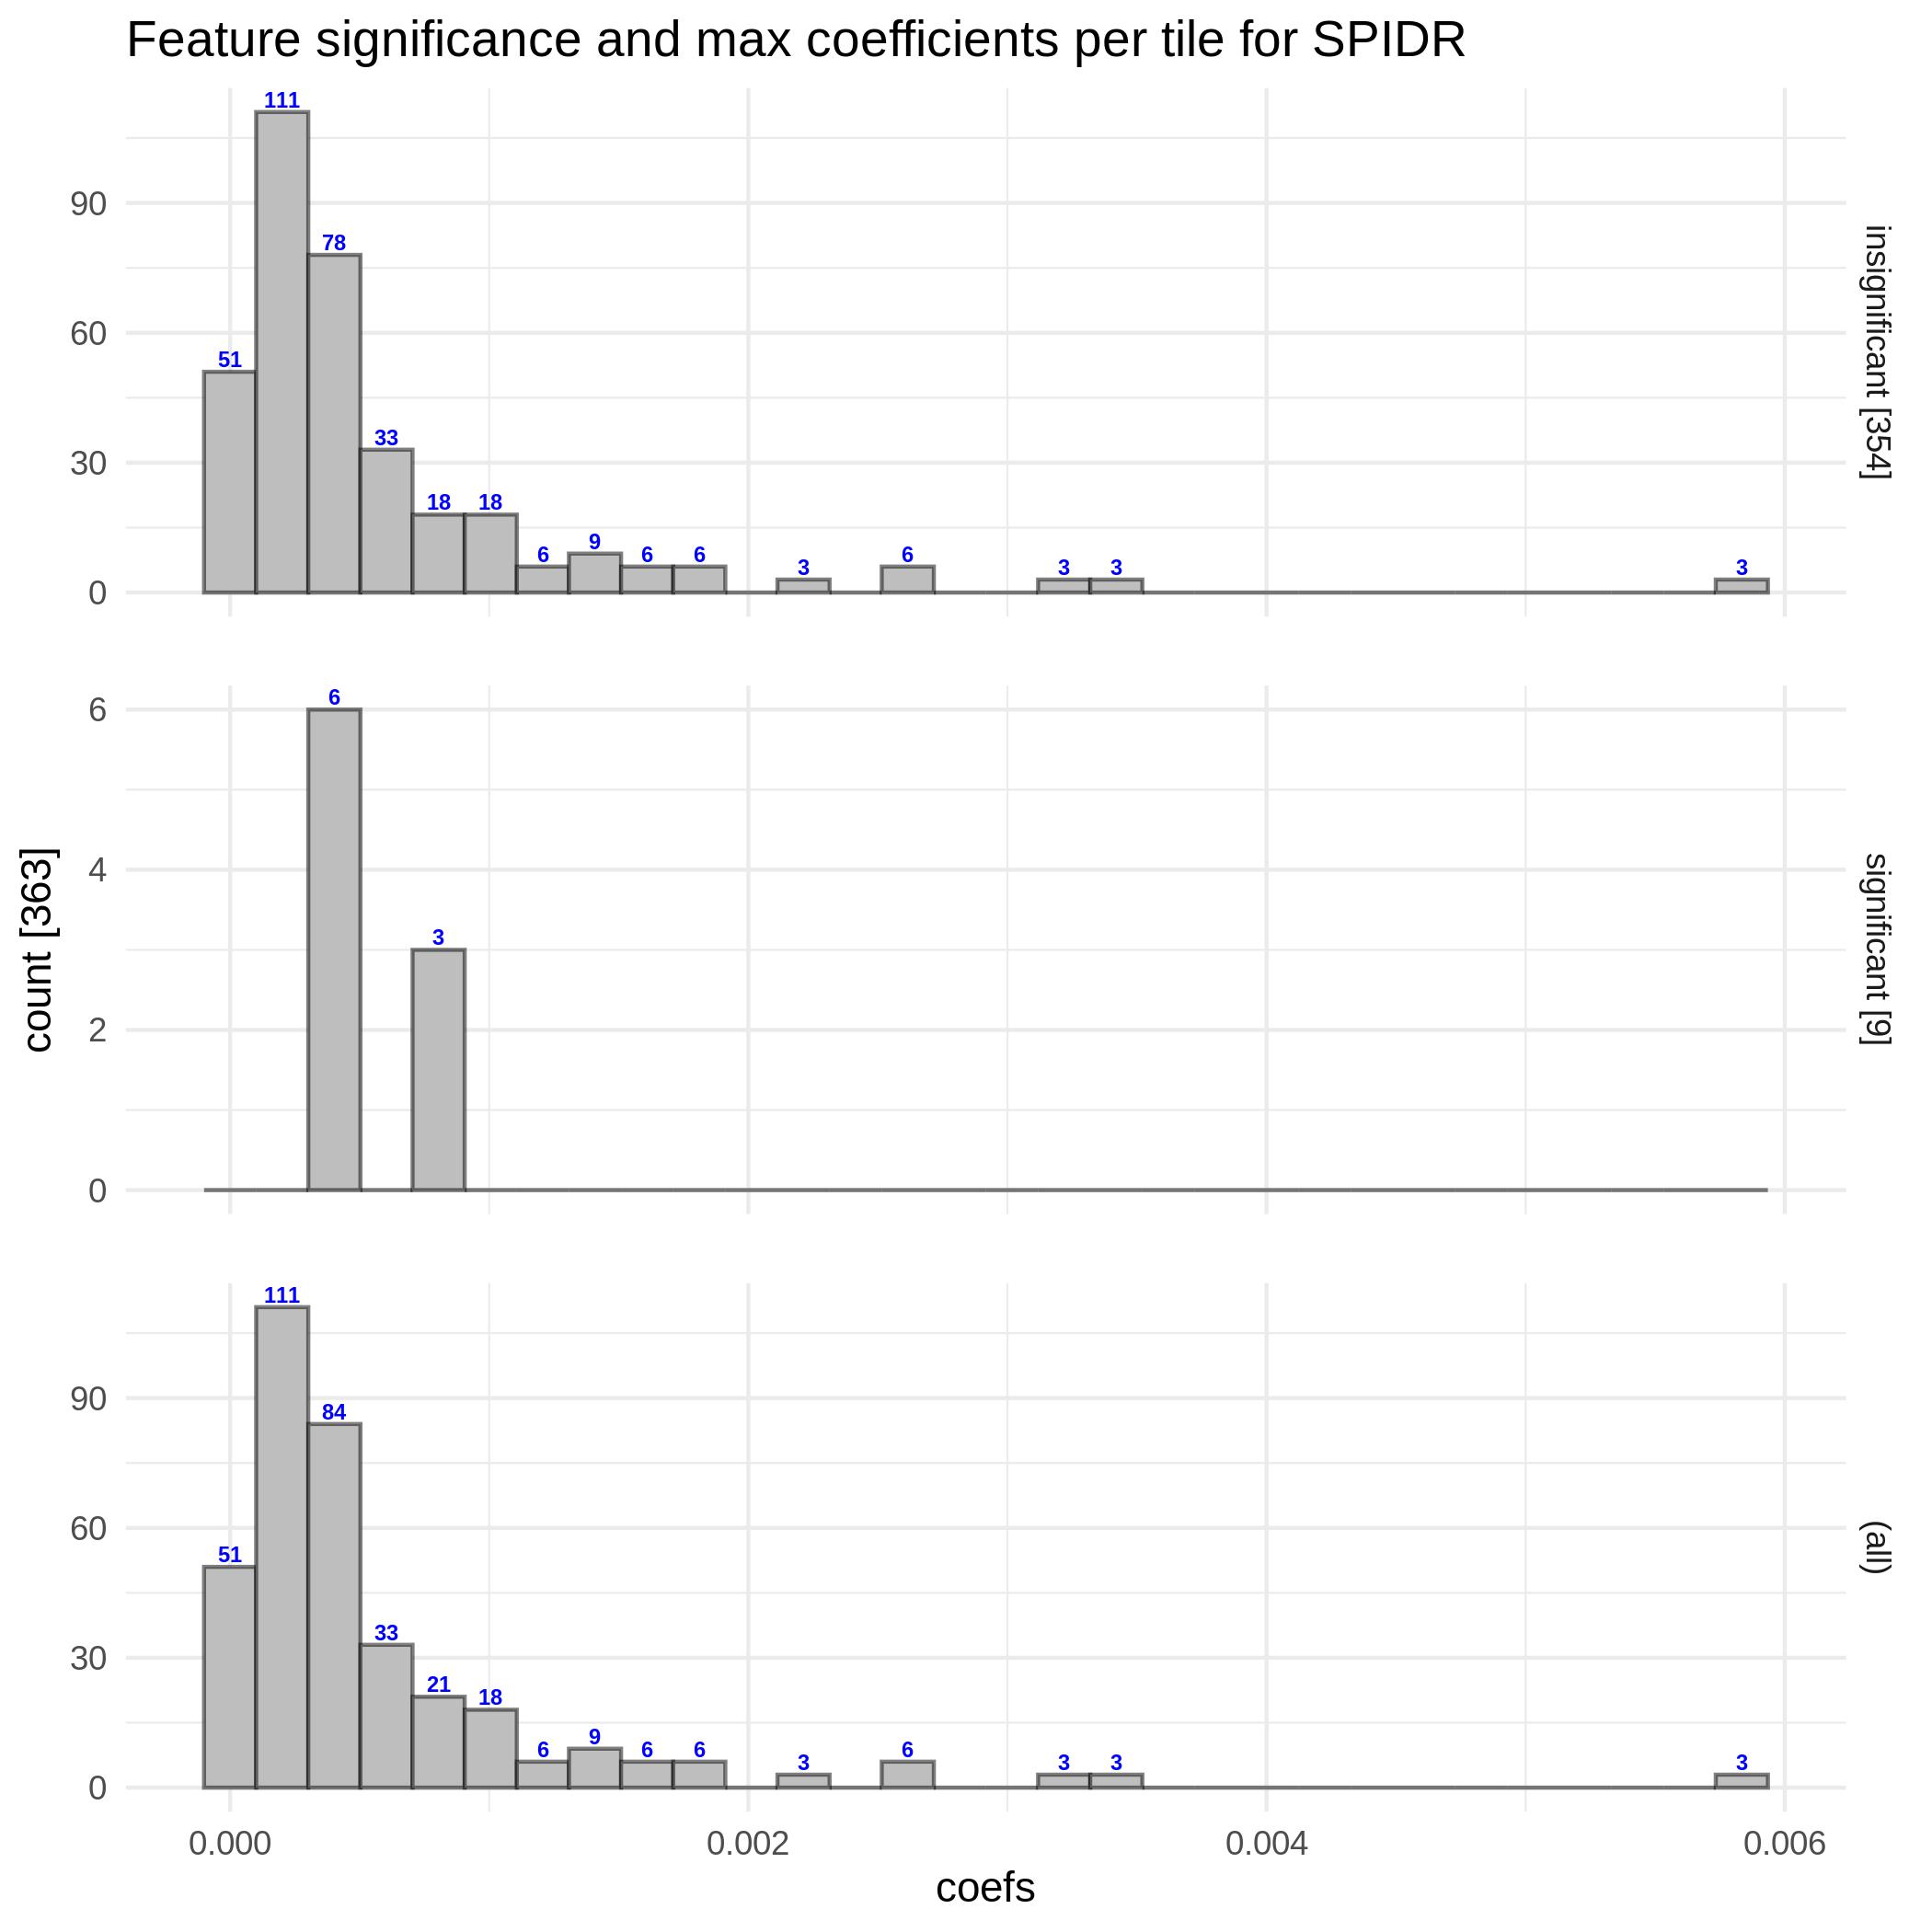 Feature significance and max coefficients per tile for SPIDR
111
90
78
60
51
33
30
18 18
6 9 6 6 3 6 3 3 3
0
insignificant [354]
6
6
4
3
2
0
significant [9]
count [363]
111
90
84
60
51
33
30
21 18
6 9 6 6 3 6 3 3 3
0
(all)
0.000 0.002 0.004 0.006
coefs